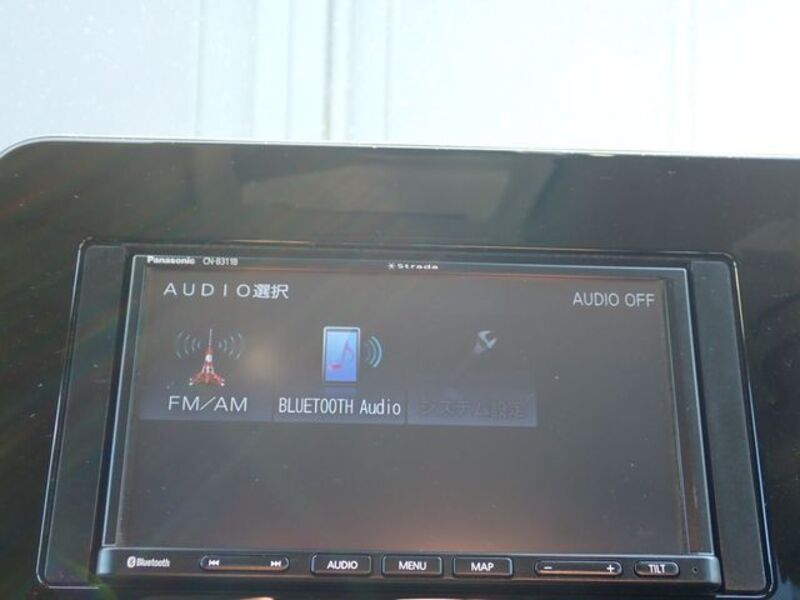 Panasonic CN-B311B
Strada
AUDIO選択
AUDIO OFF
FM/AM
BLUETOOTH Audio
システム設定
Bluetooth
AUDIO
MENU
MAP
- +
TILT